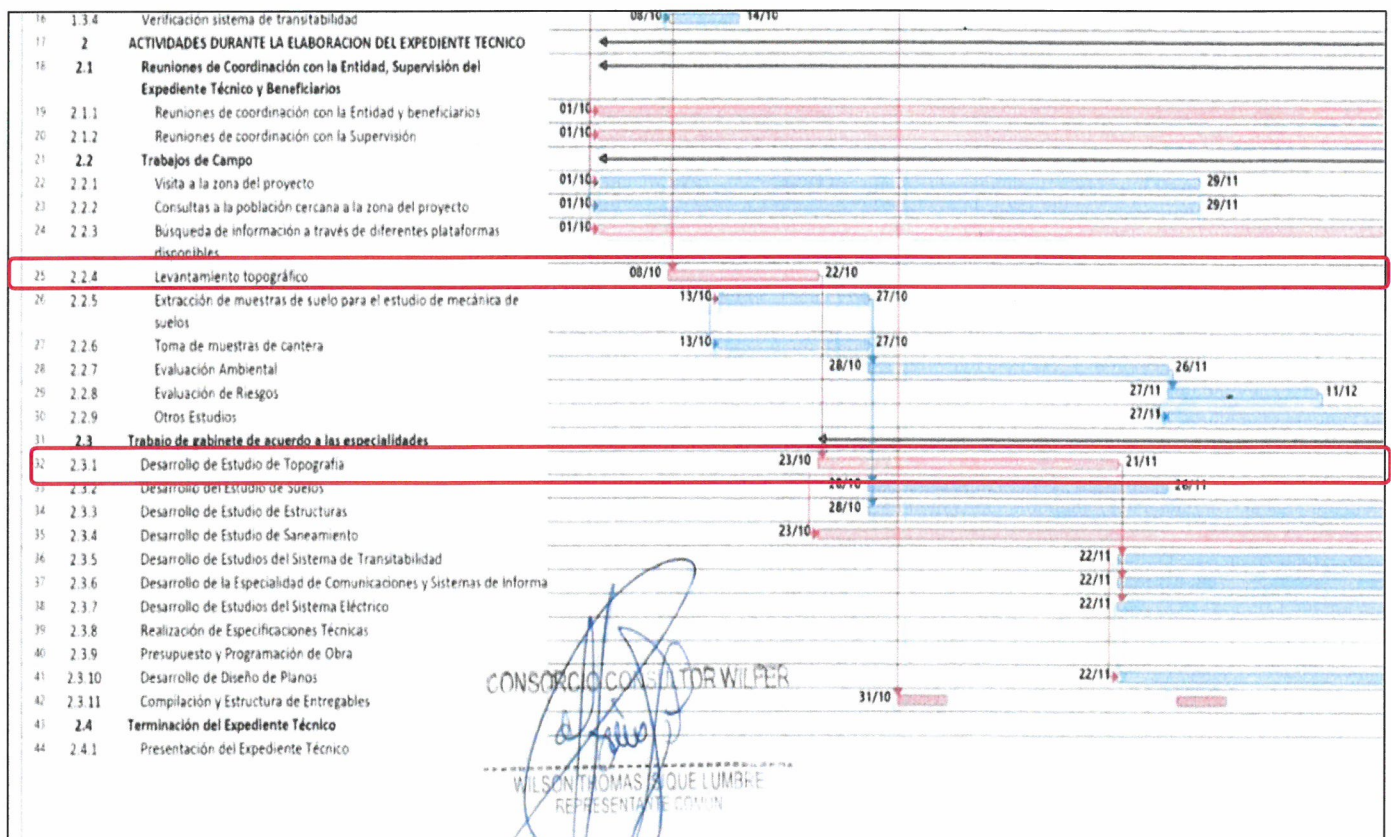 16 1.3.4 Verificación sistema de transitabilidad 08/10 14/10
17 2 ACTIVIDADES DURANTE LA ELABORACION DEL EXPEDIENTE TECNICO
18 2.1 Reuniones de Coordinación con la Entidad, Supervisión del
Expediente Técnico y Beneficiarios
19 2.1.1 Reuniones de coordinación con la Entidad y beneficiarios 01/10
20 2.1.2 Reuniones de coordinación con la Supervisión 01/10
21 2.2 Trabajos de Campo
22 2.2.1 Visita a la zona del proyecto 01/10 29/11
23 2.2.2 Consultas a la población cercana a la zona del proyecto 01/10 29/11
24 2.2.3 Búsqueda de información a través de diferentes plataformas 01/10
disponibles
25 2.2.4 Levantamiento topográfico 08/10 22/10
26 2.2.5 Extracción de muestras de suelo para el estudio de mecánica de 13/10 27/10
suelos
27 2.2.6 Toma de muestras de cantera 13/10 27/10
28 2.2.7 Evaluación Ambiental 28/10 26/11
29 2.2.8 Evaluación de Riesgos 27/11 11/12
30 2.2.9 Otros Estudios 27/11
31 2.3 Trabajo de gabinete de acuerdo a las especialidades
32 2.3.1 Desarrollo de Estudio de Topografía 23/10 21/11
33 2.3.2 Desarrollo del Estudio de Suelos 28/10 26/11
34 2.3.3 Desarrollo de Estudio de Estructuras 28/10
35 2.3.4 Desarrollo de Estudio de Saneamiento 23/10
36 2.3.5 Desarrollo de Estudios del Sistema de Transitabilidad 22/11
37 2.3.6 Desarrollo de la Especialidad de Comunicaciones y Sistemas de Informa 22/11
38 2.3.7 Desarrollo de Estudios del Sistema Eléctrico 22/11
39 2.3.8 Realización de Especificaciones Técnicas
40 2.3.9 Presupuesto y Programación de Obra
41 2.3.10 Desarrollo de Diseño de Planos 22/11
42 2.3.11 Compilación y Estructura de Entregables 31/10
43 2.4 Terminación del Expediente Técnico
44 2.4.1 Presentación del Expediente Técnico
CONSORCIO CONSULTOR WILPER
WILSON THOMAS SIQUE LUMBRE
REPRESENTANTE COMUN